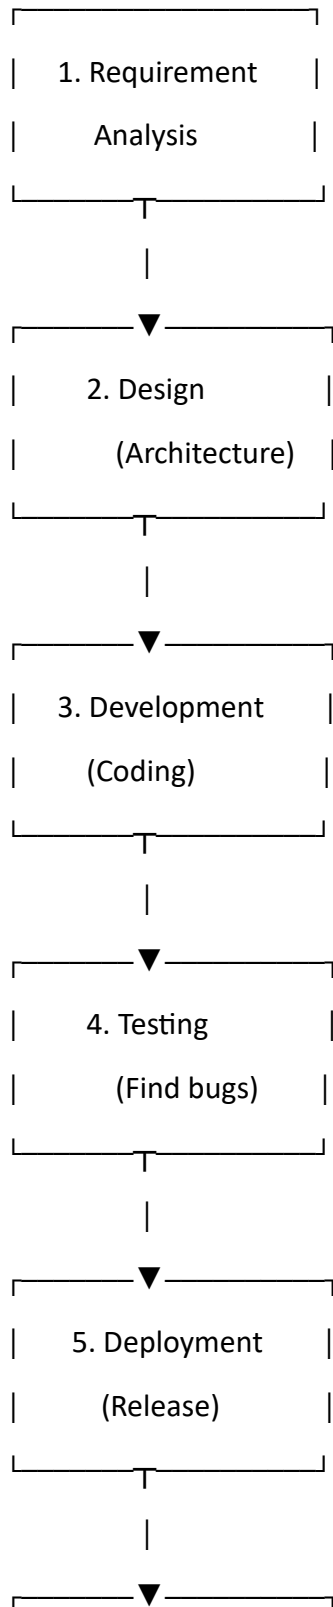 1. Requirement
Analysis
2. Design
(Architecture)
3. Development
(Coding)
4. Testing
(Find bugs)
5. Deployment
(Release)